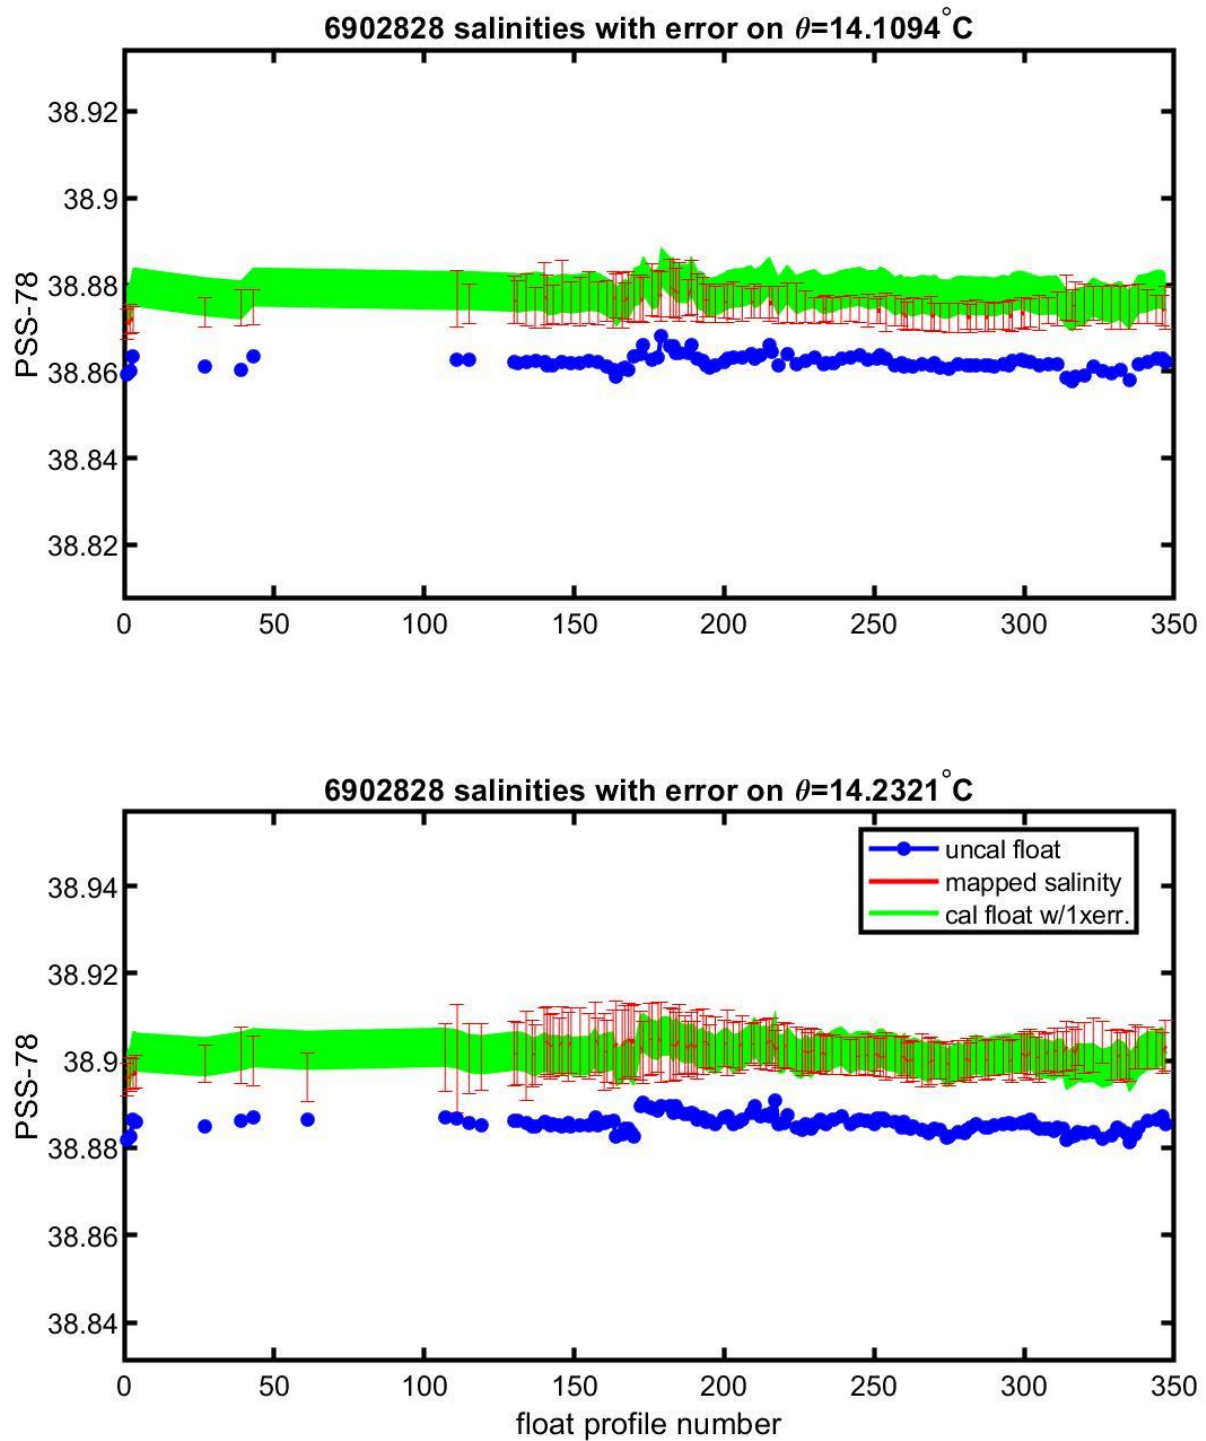 6902828 salinities with error on θ=14.1094°C
PSS-78
38.92
38.9
38.88
38.86
38.84
38.82
0 50 100 150 200 250 300 350
6902828 salinities with error on θ=14.2321°C
uncal float
mapped salinity
cal float w/1xerr.
PSS-78
38.94
38.92
38.9
38.88
38.86
38.84
0 50 100 150 200 250 300 350
float profile number